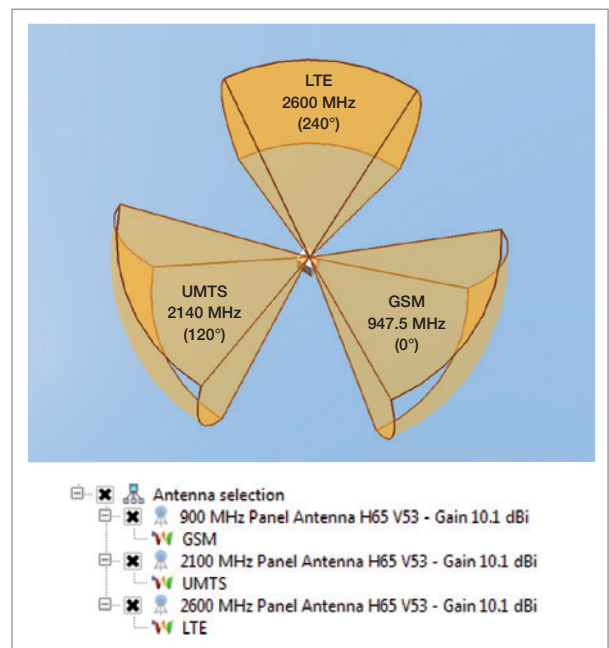 LTE
2600 MHz
(240°)
UMTS
2140 MHz
(120°)
GSM
947.5 MHz
(0°)
Antenna selection
900 MHz Panel Antenna H65 V53 - Gain 10.1 dBi
GSM
2100 MHz Panel Antenna H65 V53 - Gain 10.1 dBi
UMTS
2600 MHz Panel Antenna H65 V53 - Gain 10.1 dBi
LTE